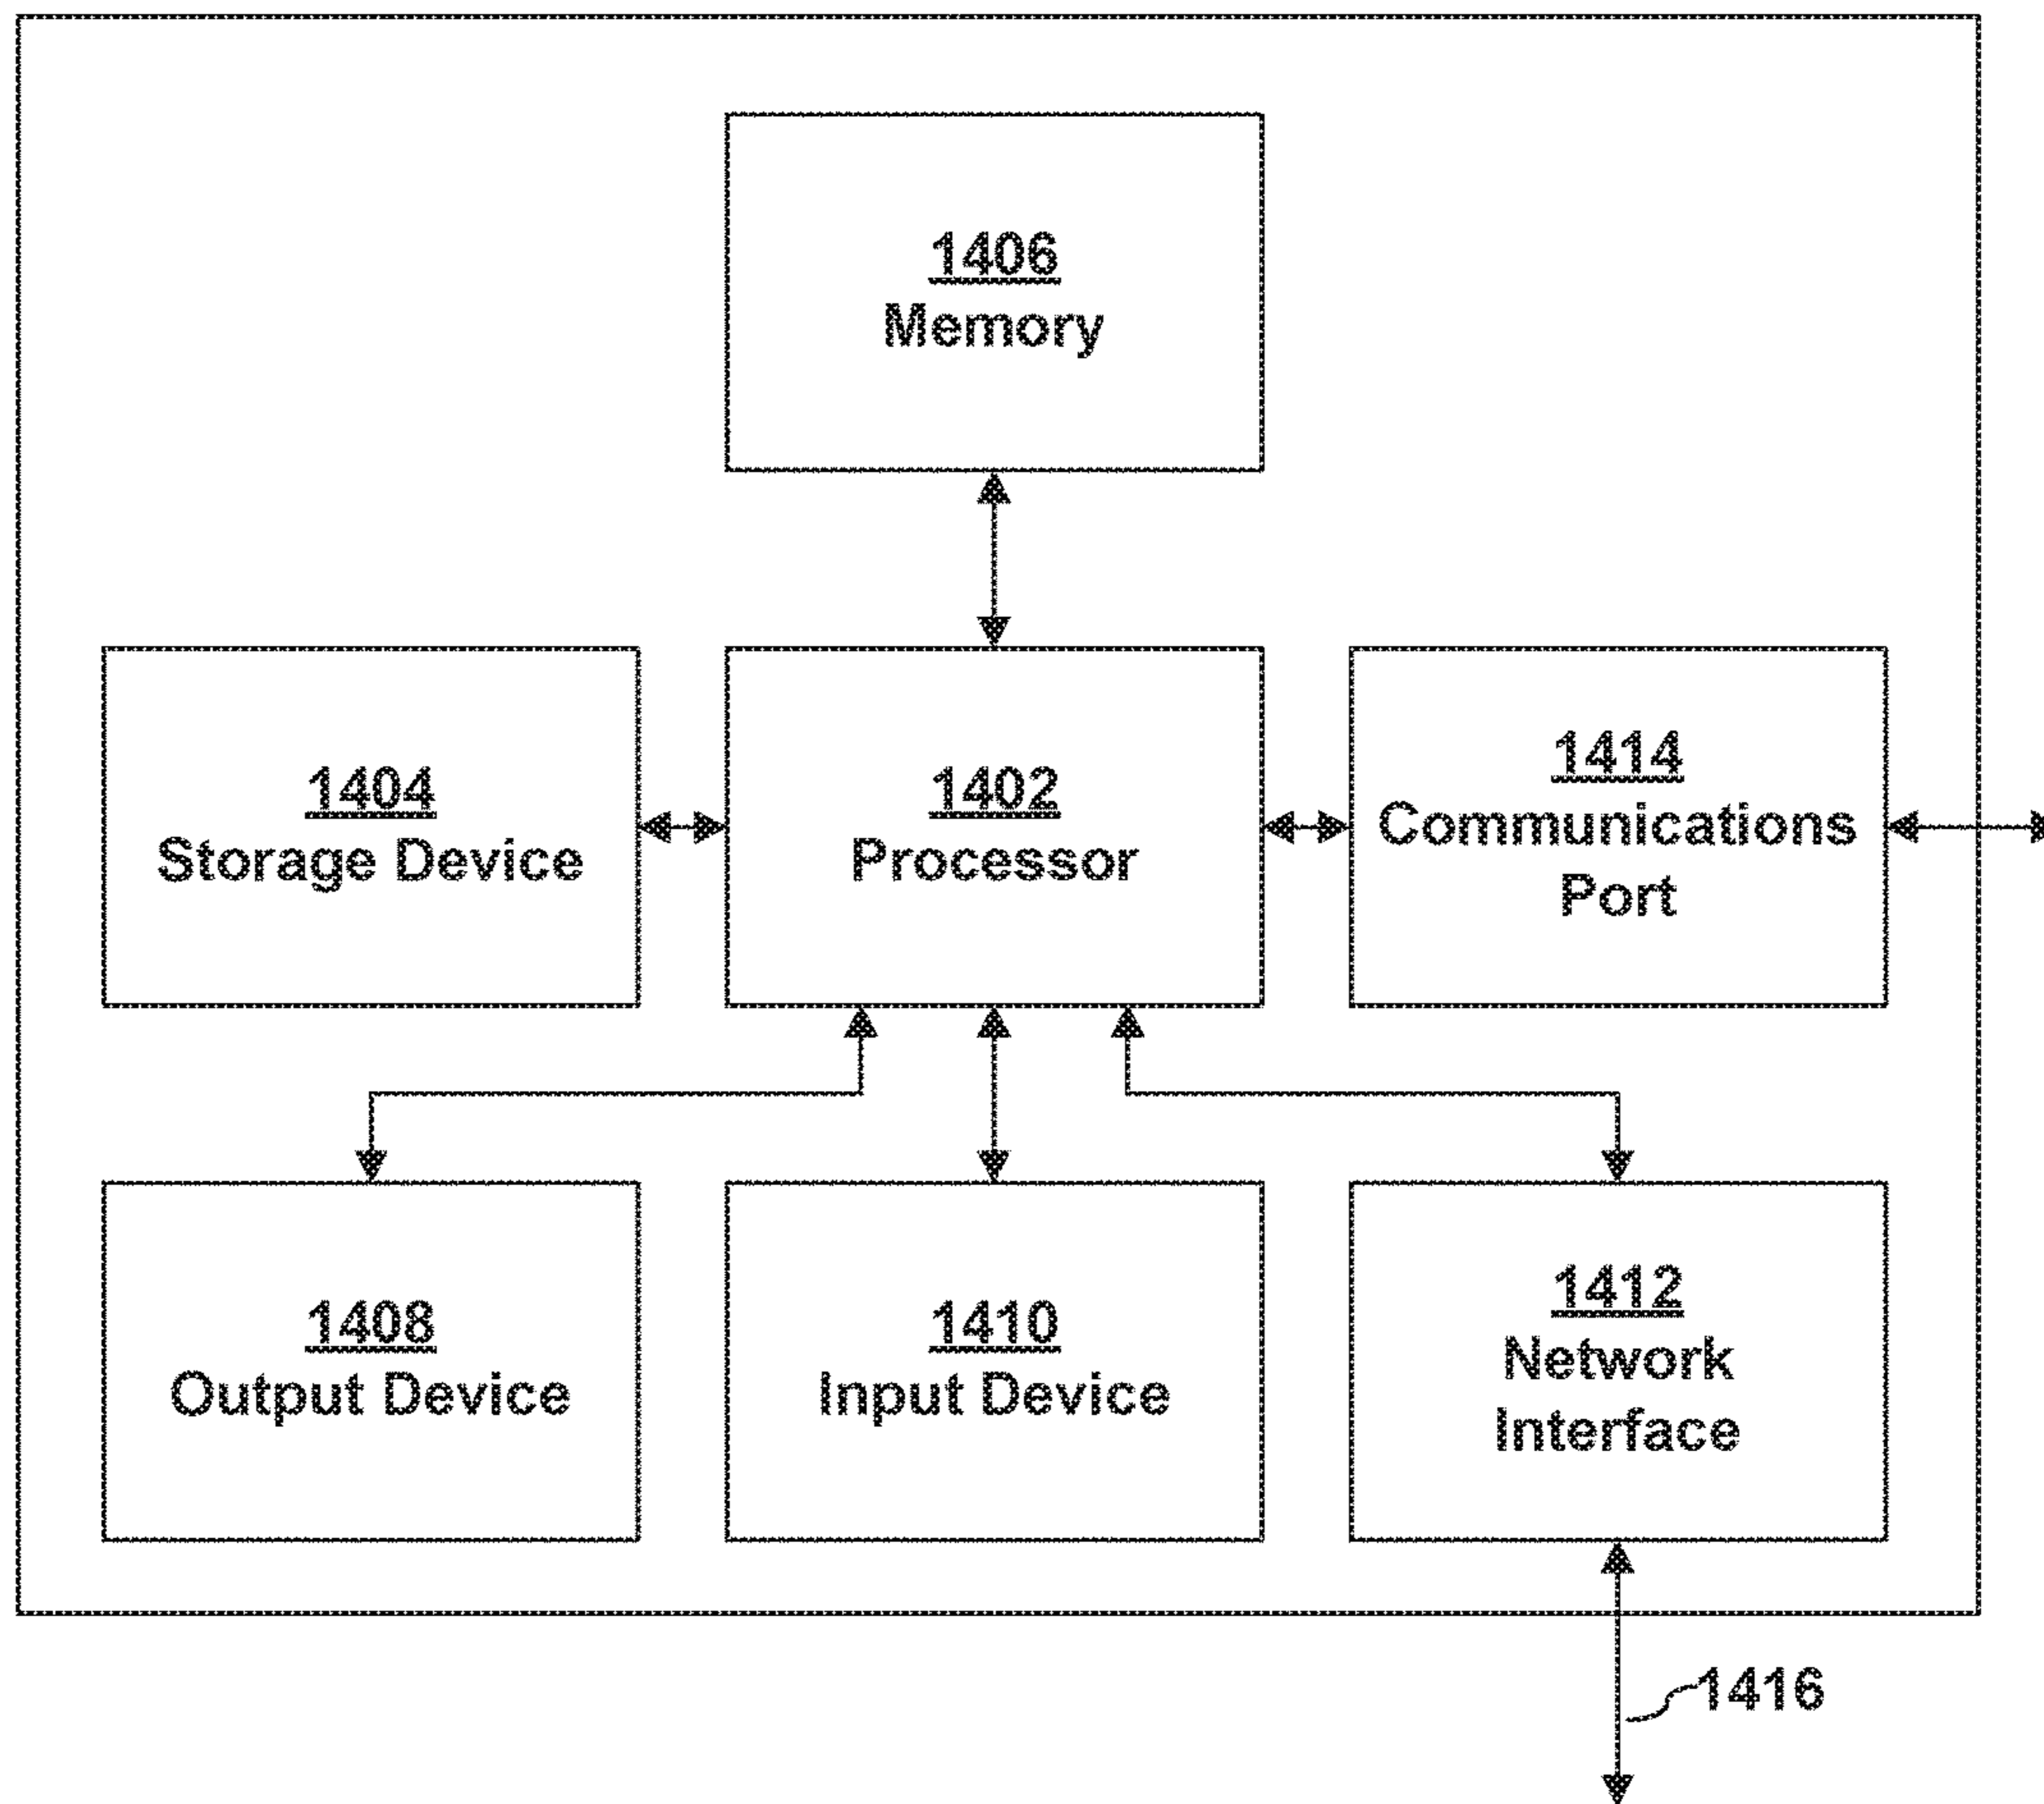 1406
Memory
1404
Storage Device
1402
Processor
1414
Communications
Port
1408
Output Device
1410
Input Device
1412
Network
Interface
1416